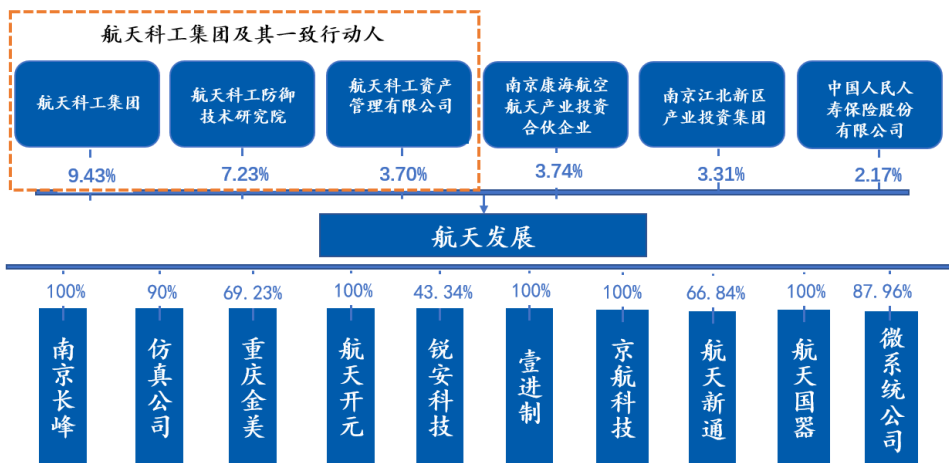 航天科工集团及其一致行动人
航天科工集团
航天科工防御
技术研究院
航天科工资产
管理有限公司
南京康海航空
航天产业投资
合伙企业
南京江北新区
产业投资集团
中国人民人
寿保险股份
有限公司
9.43%
7.23%
3.70%
3.74%
3.31%
2.17%
航天发展
100%
90%
69.23%
100%
43.34%
100%
100%
66.84%
100%
87.96%
南京长峰
仿真公司
重庆金美
航天开元
锐安科技
壹进制
京航科技
航天新通
航天国器
微系统公司